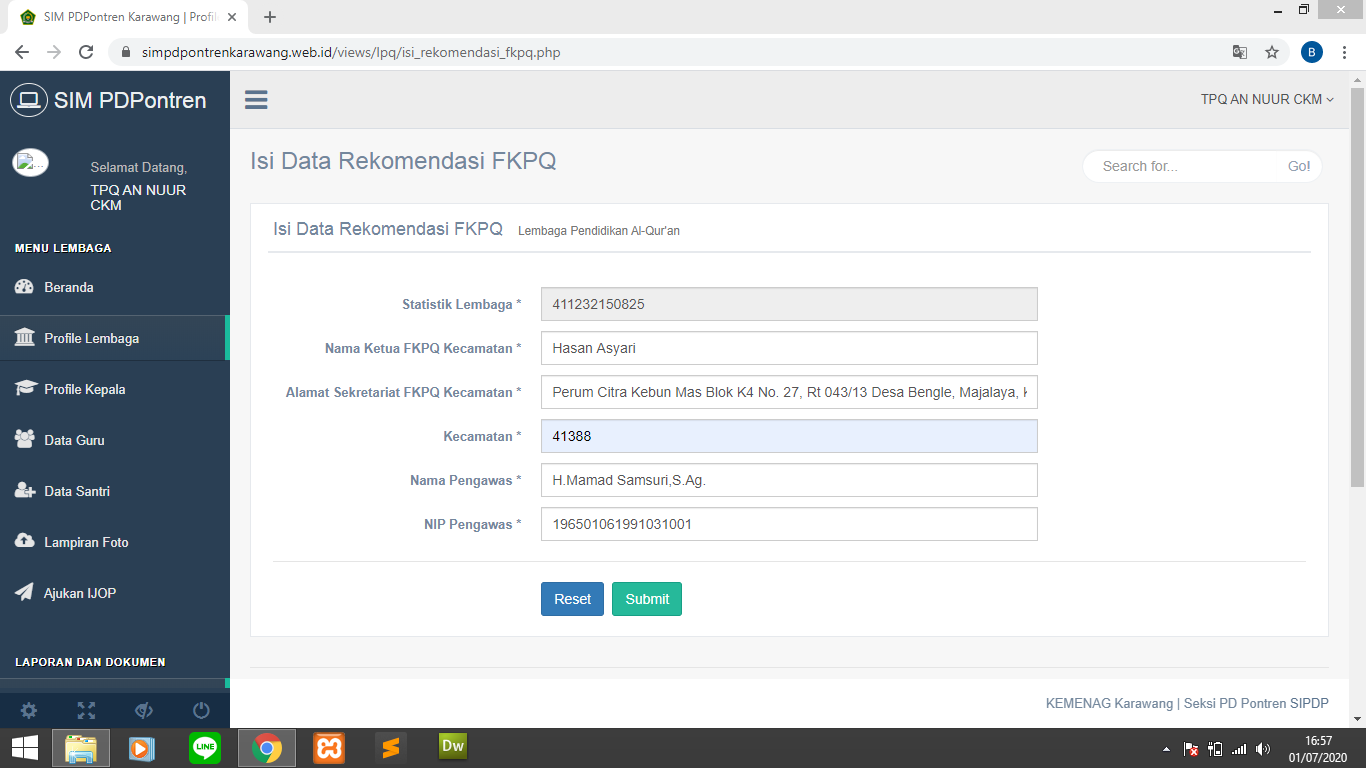 SIM PDPontren Karawang | Profil
simpdpontrenkarawang.web.id/views/lpq/isi_rekomendasi_fkpq.php
B
SIM PDPontren
TPQ AN NUUR CKM
Selamat Datang,
TPQ AN NUUR
CKM
MENU LEMBAGA
Beranda
Profile Lembaga
Profile Kepala
Data Guru
Data Santri
Lampiran Foto
Ajukan IJOP
LAPORAN DAN DOKUMEN
Isi Data Rekomendasi FKPQ
Search for... Go!
Isi Data Rekomendasi FKPQ Lembaga Pendidikan Al-Qur'an
Statistik Lembaga * 411232150825
Nama Ketua FKPQ Kecamatan * Hasan Asyari
Alamat Sekretariat FKPQ Kecamatan * Perum Citra Kebun Mas Blok K4 No. 27, Rt 043/13 Desa Bengle, Majalaya,
Kecamatan * 41388
Nama Pengawas * H.Mamad Samsuri,S.Ag.
NIP Pengawas * 196501061991031001
Reset Submit
KEMENAG Karawang | Seksi PD Pontren SIPDP
LINE
Dw
16:57
01/07/2020